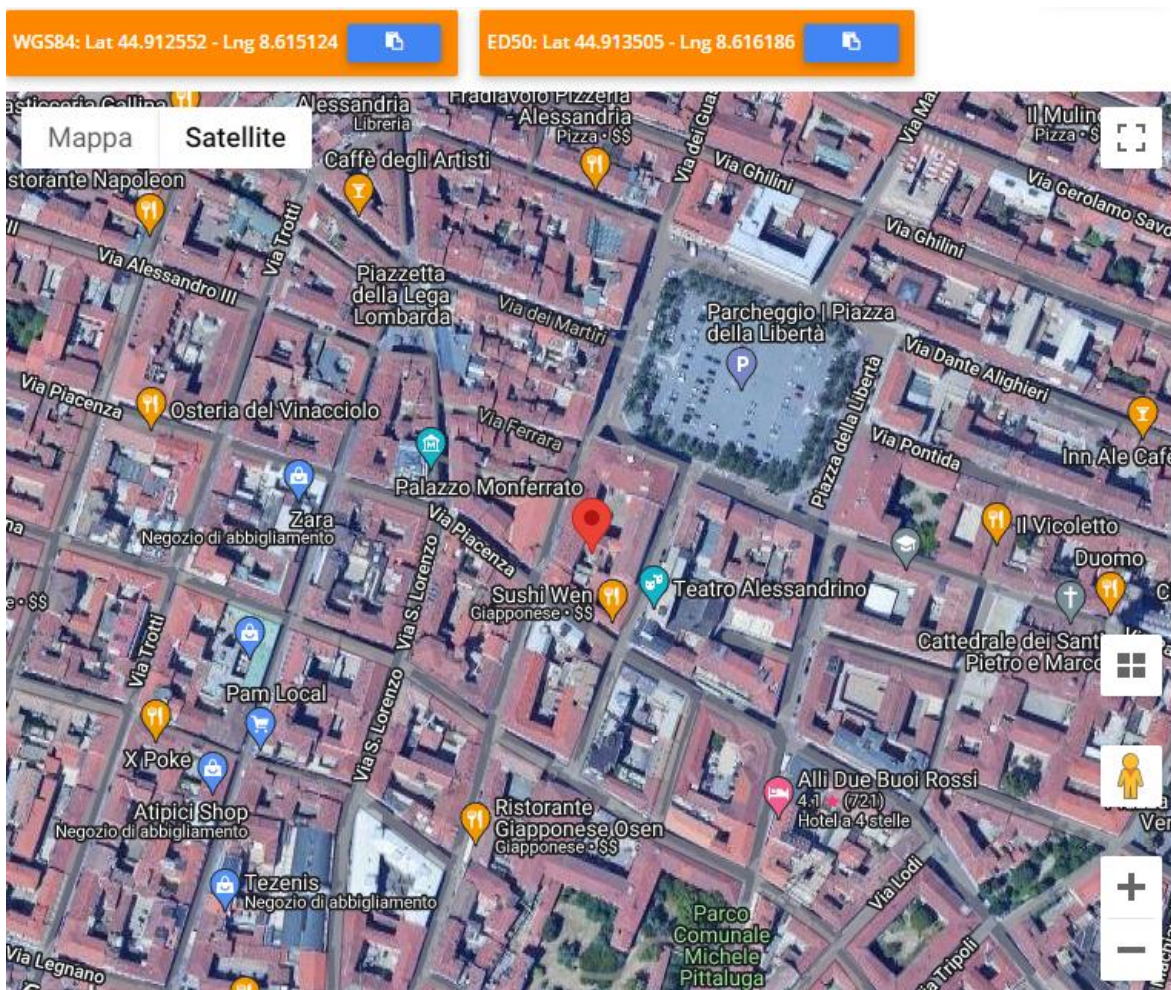 WGS84: Lat 44.912552 - Lng 8.615124
ED50: Lat 44.913505 - Lng 8.616186
Mappa
Satellite
Alessandria
Libreria
Fradiavolo Pizzeria
- Alessandria
Pizza • $$
Il Mulino
Pizza • $
Caffè degli Artisti
Via dei Guas
Via Ghilini
Via Gerolamo Savo
storante Napoleon
Via Trotti
Via Ghilini
Via Alessandro III
Piazzetta
della Lega
Lombarda
Via dei Martiri
Parcheggio | Piazza
della Libertà
P
Via Dante Alighieri
Piazza della Libertà
Via Piacenza
Osteria del Vinacciolo
Via Ferrara
Via Pontida
Inn Ale Cafè
Palazzo Monferrato
Zara
Negozio di abbigliamento
Via Piacenza
Il Vicoletto
Duomo
Via S. Lorenzo
Sushi Wen
Giapponese • $$
Teatro Alessandrino
Cattedrale dei Sant
Pietro e Marco
Via Trotti
Pam Local
Via S. Lorenzo
X Poke
Atipici Shop
Negozio di abbigliamento
Ristorante
Giapponese Osen
Giapponese • $$
Alli Due Buoi Rossi
4,1 ★ (721)
Hotel a 4 stelle
Tezenis
Negozio di abbigliamento
Via Lodi
Parco
Comunale
Michele
Pittaluga
Via Legnano
Via Tripoli